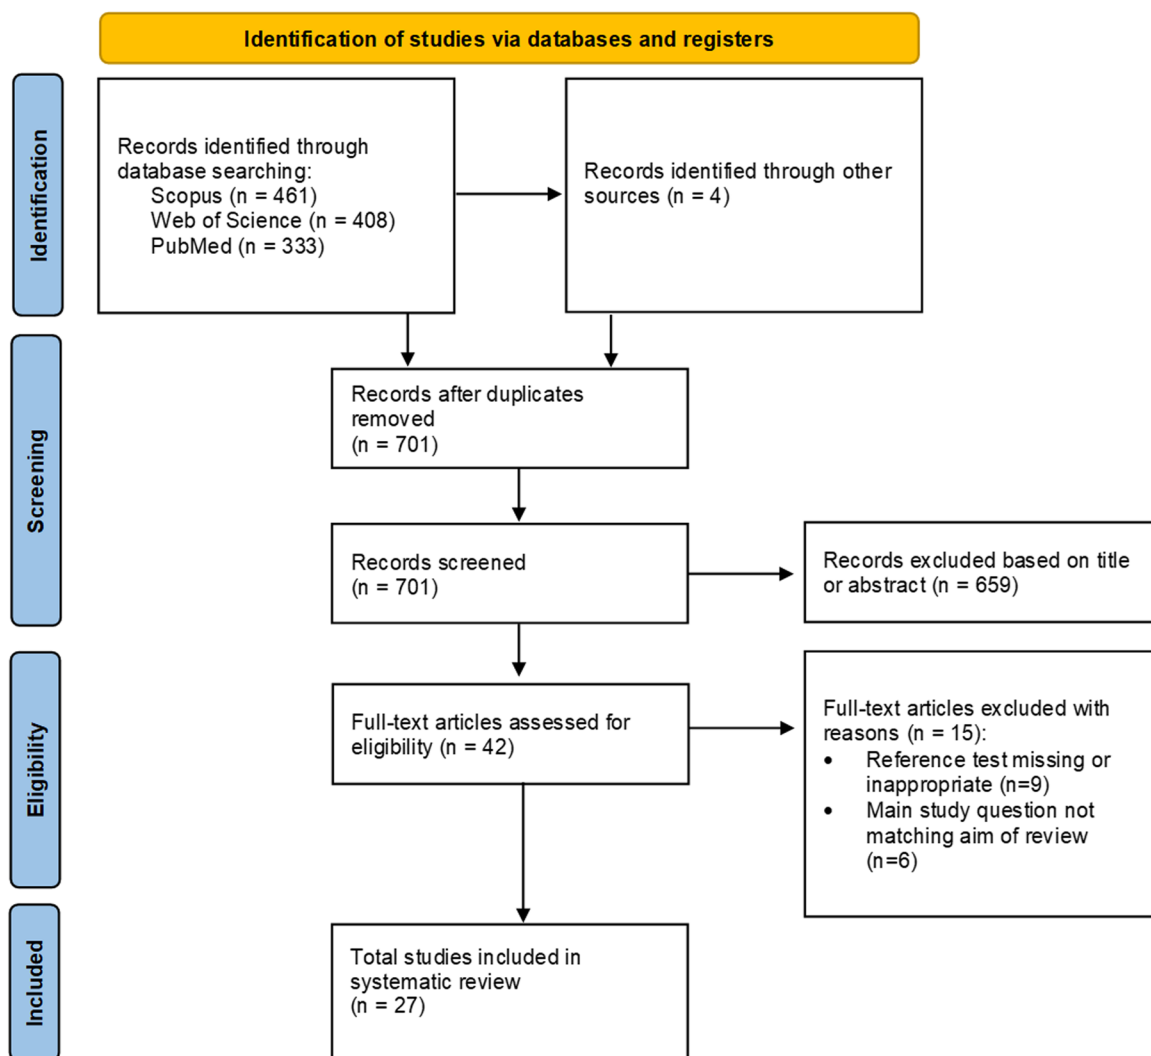 Identification of studies via databases and registers
Identification
Records identified through
database searching:
Scopus (n = 461)
Web of Science (n = 408)
PubMed (n = 333)
Records identified through other
sources (n = 4)
Screening
Records after duplicates
removed
(n = 701)
Records screened
(n = 701)
Records excluded based on title
or abstract (n = 659)
Eligibility
Full-text articles assessed for
eligibility (n = 42)
Full-text articles excluded with
reasons (n = 15):
• Reference test missing or
inappropriate (n=9)
• Main study question not
matching aim of review
(n=6)
Included
Total studies included in
systematic review
(n = 27)